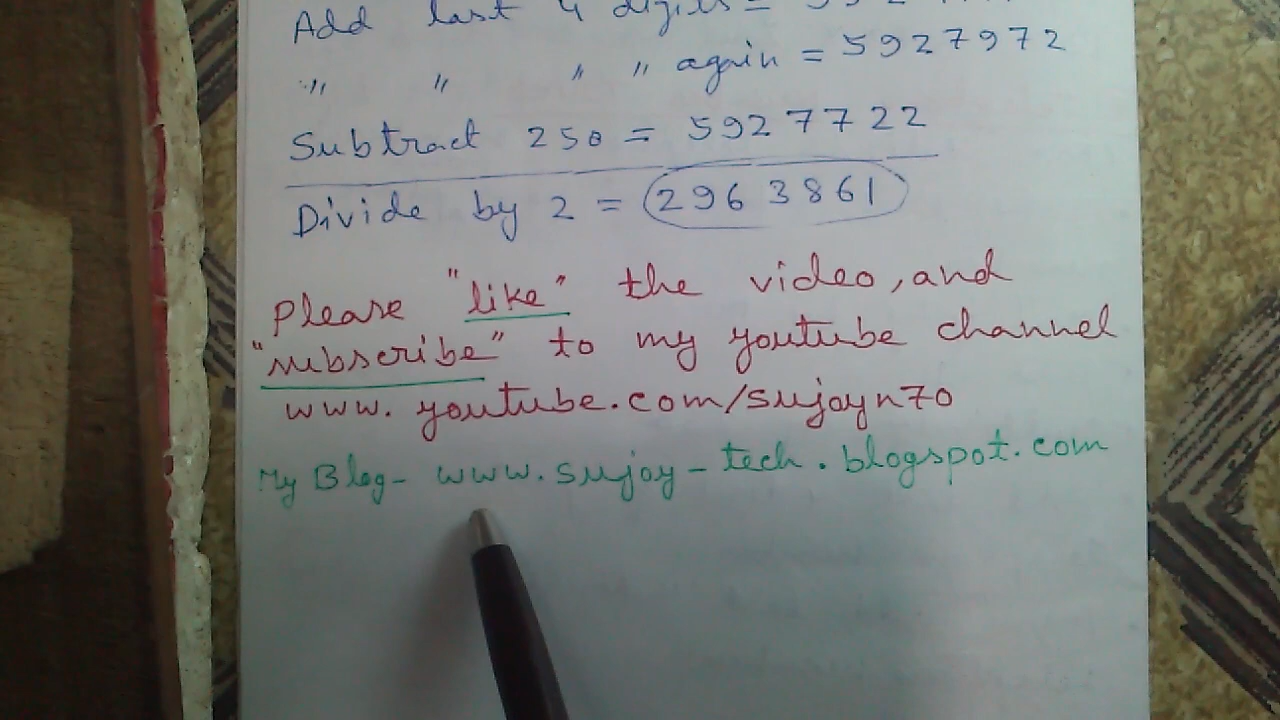 Add last 4 digits =
" " " " again = 5927972
Subtract 250 = 5927722
Divide by 2 = 2963861
Please "like" the video, and
"subscribe" to my youtube channel
www.youtube.com/sujoyn70
My Blog - www.sujoy-tech.blogspot.com